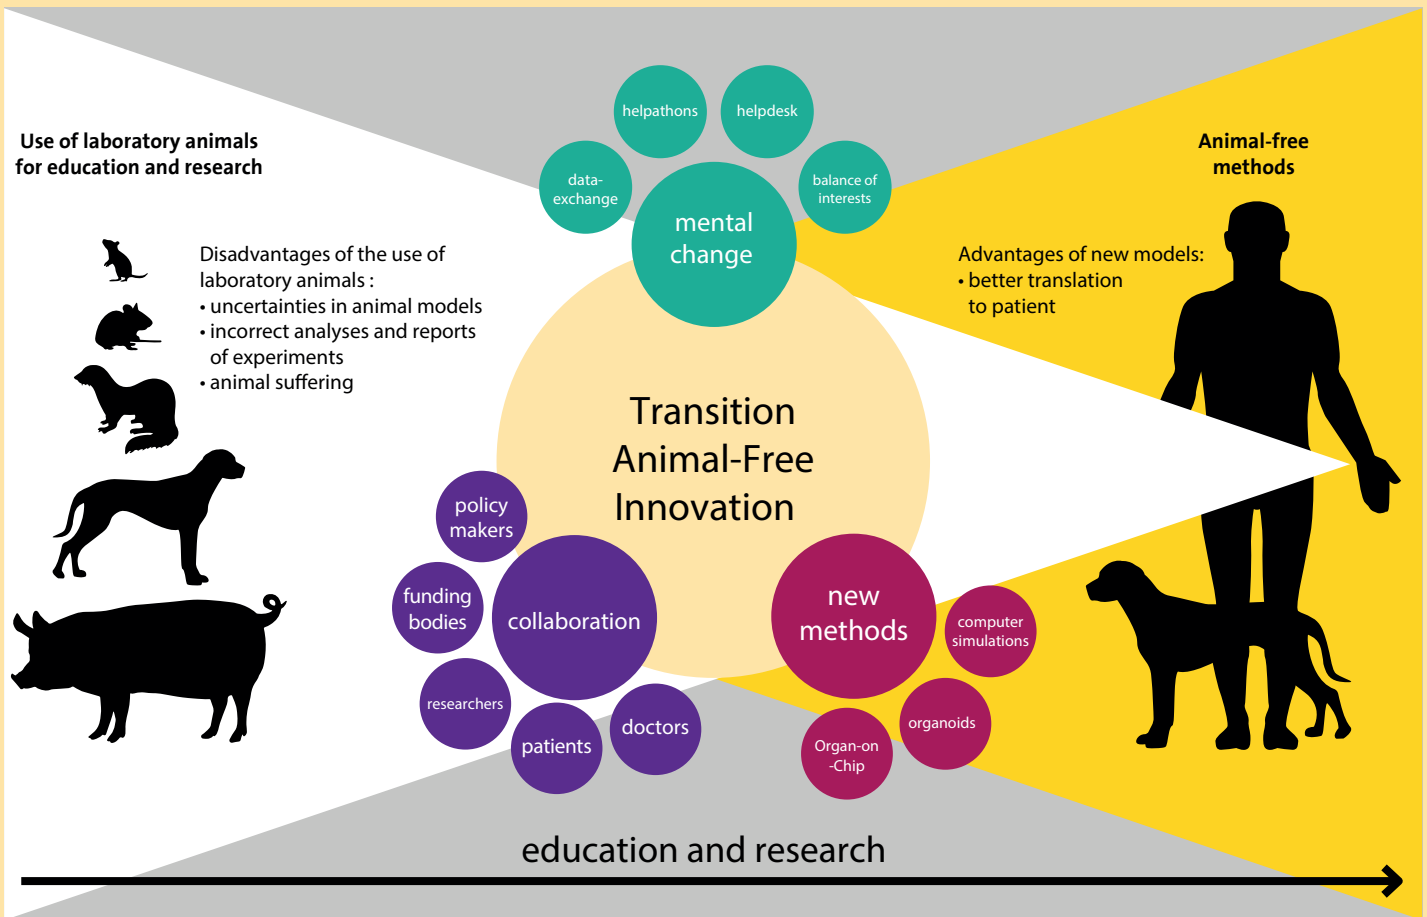 Use of laboratory animals
for education and research
Disadvantages of the use of
laboratory animals :
• uncertainties in animal models
• incorrect analyses and reports
of experiments
• animal suffering
helpathons
helpdesk
data-
exchange
balance of
interests
mental
change
Transition
Animal-Free
Innovation
Animal-free
methods
Advantages of new models:
• better translation
to patient
policy
makers
funding
bodies
collaboration
researchers
patients
doctors
new
methods
computer
simulations
organoids
Organ-on
-Chip
education and research